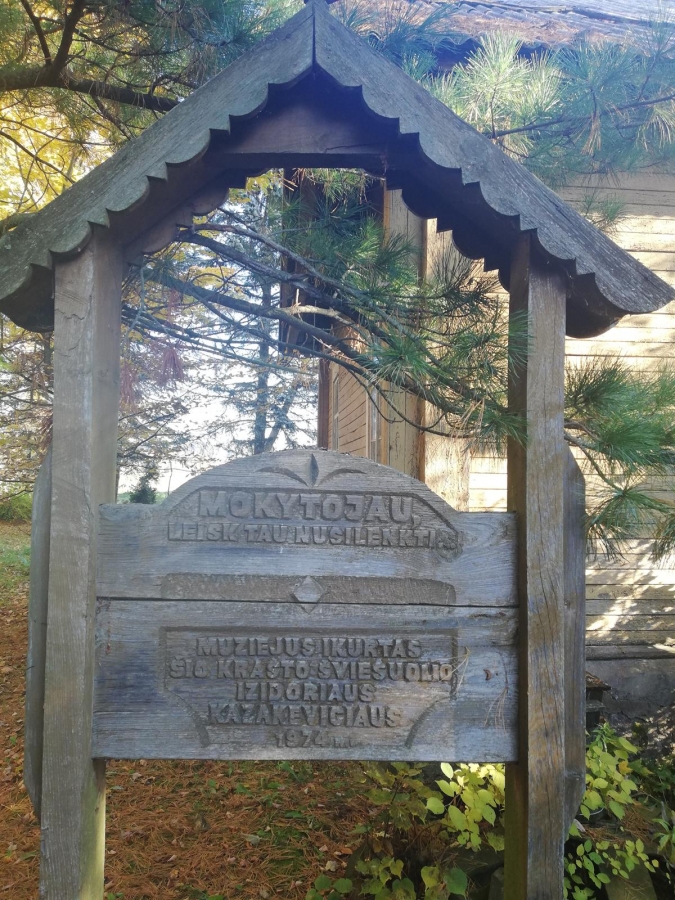 MOKYTOJAU,
LEISK TAU NUSILENKTI.
MUZIEJUS ĮKURTAS
ŠIO KRAŠTO ŠVIESUOLIO
IZIDORIAUS
KAZAKEVIČIAUS
1974 m.